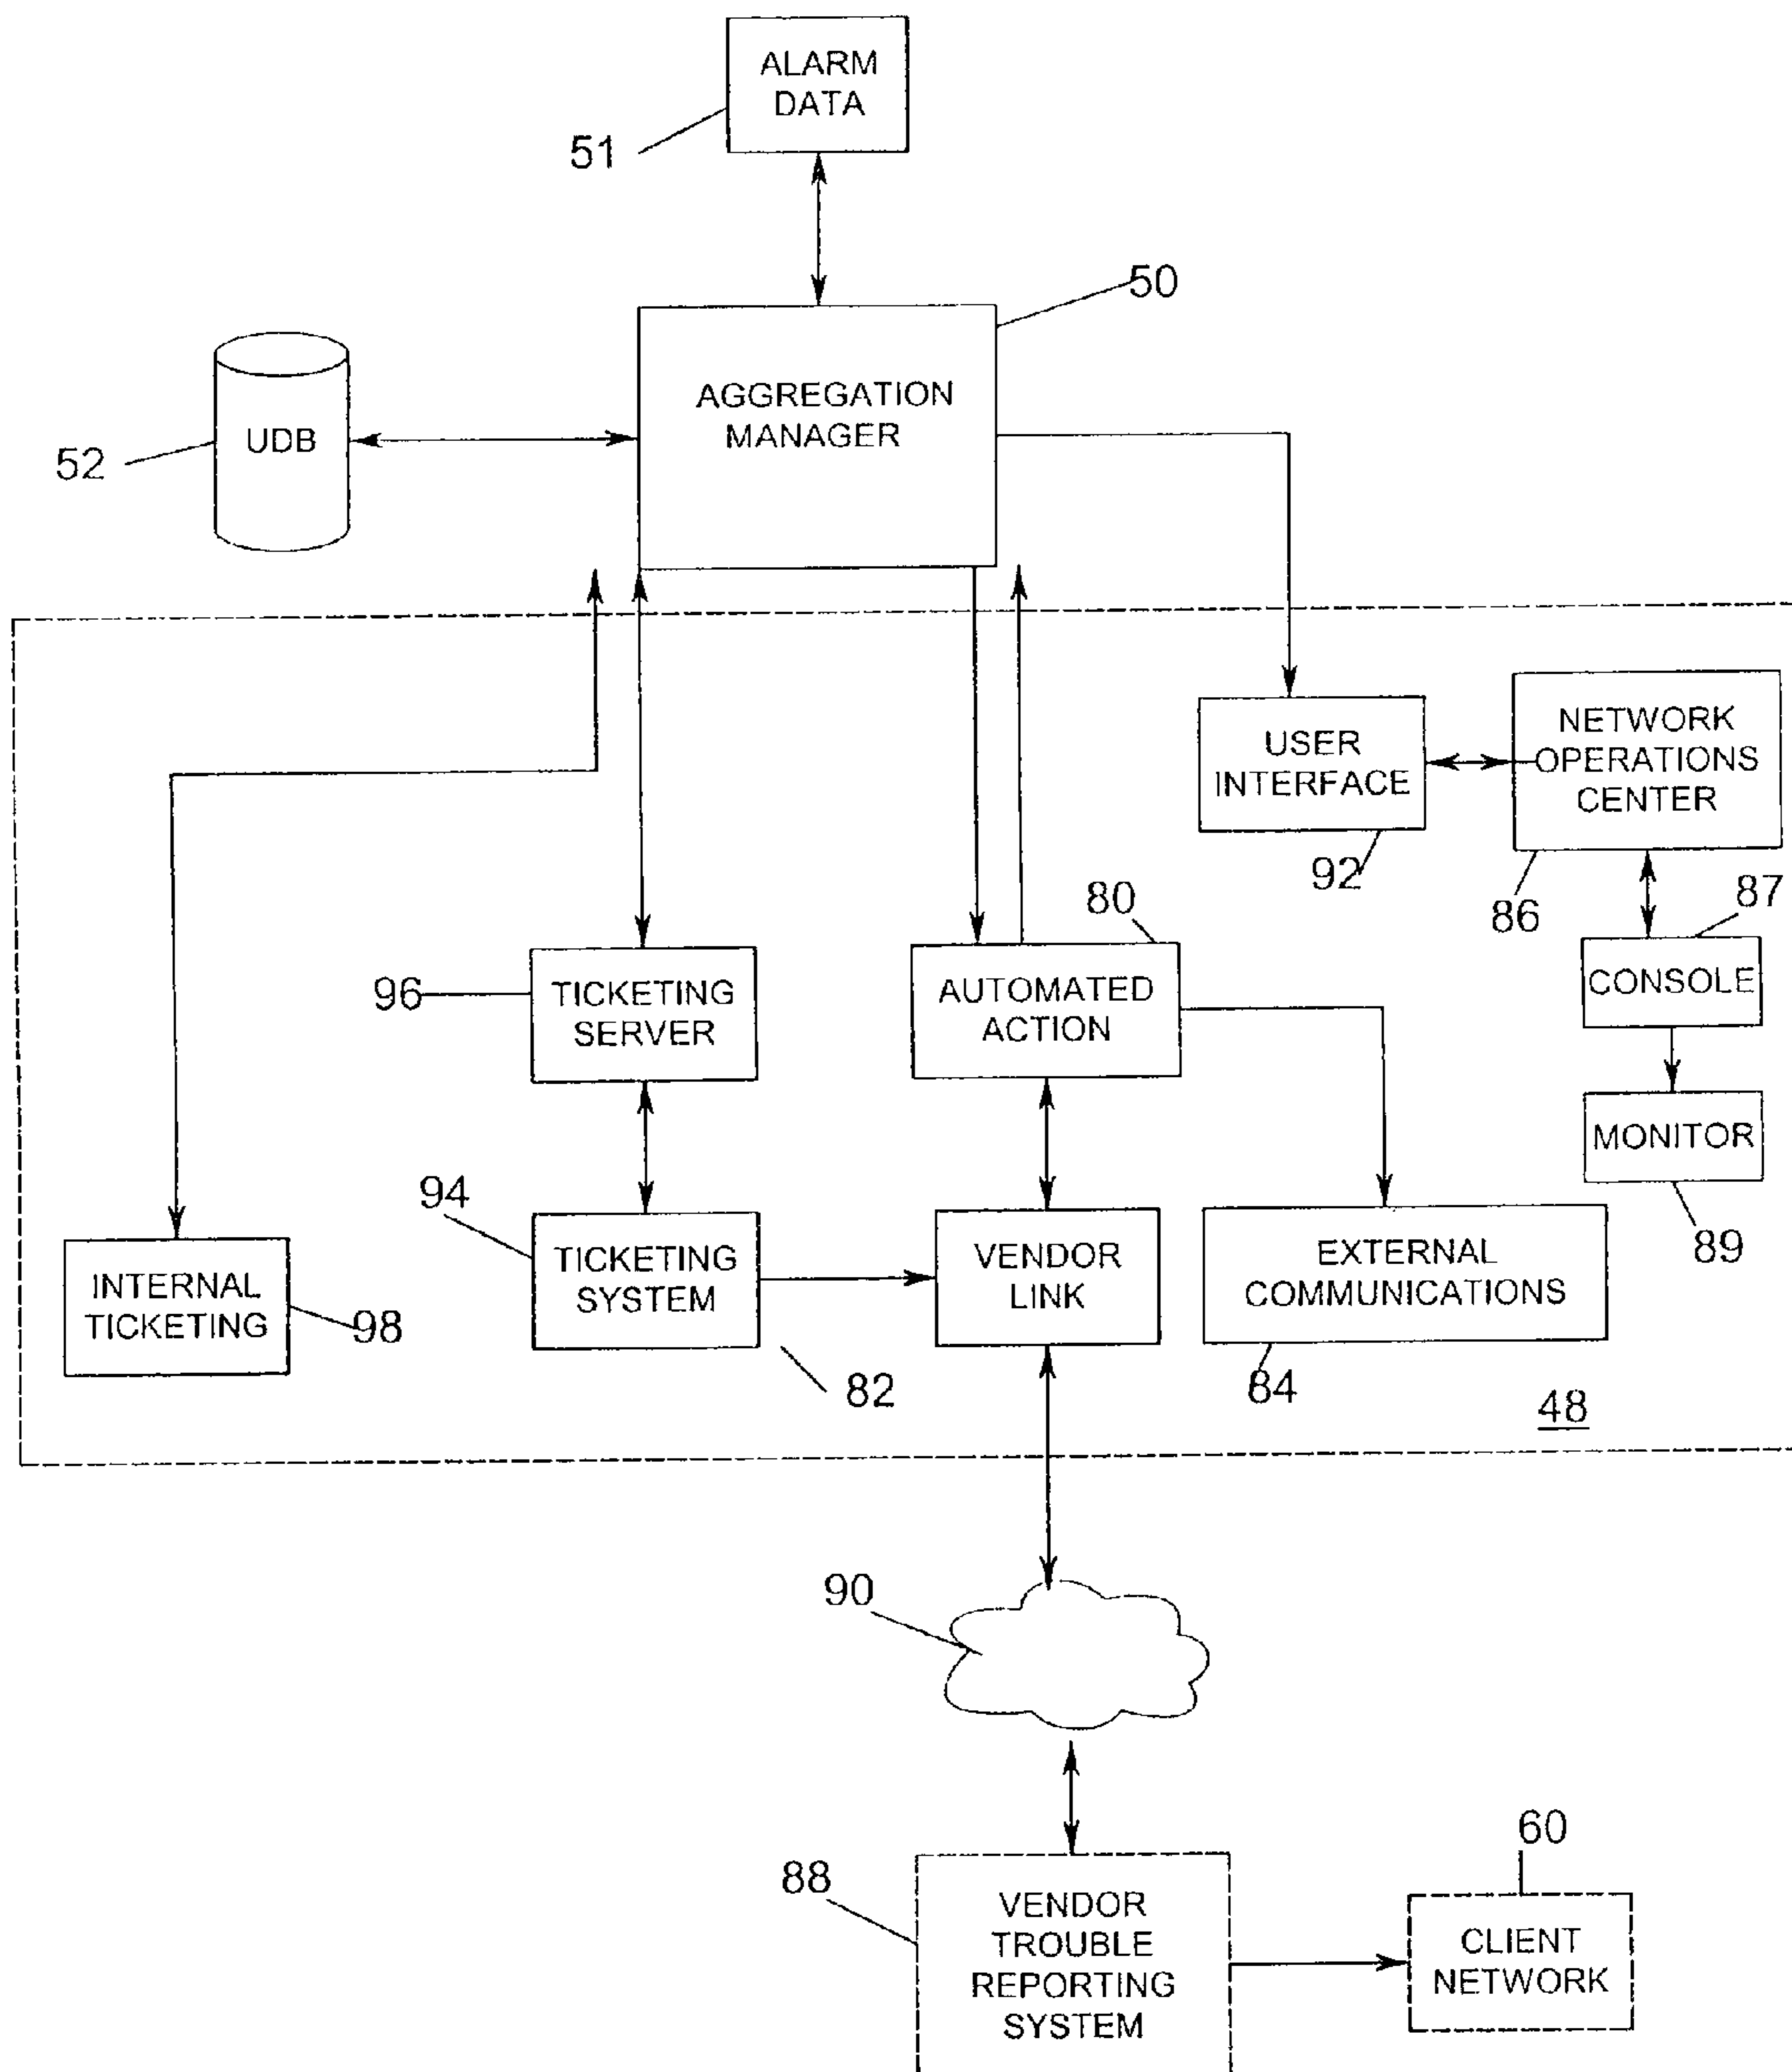 ALARM
DATA
51
50
AGGREGATION
MANAGER
UDB
52
NETWORK
OPERATIONS
CENTER
USER
INTERFACE
92
86
87
80
CONSOLE
96
TICKETING
SERVER
AUTOMATED
ACTION
MONITOR
89
94
TICKETING
SYSTEM
VENDOR
LINK
EXTERNAL
COMMUNICATIONS
INTERNAL
TICKETING
98
82
84
48
90
60
88
VENDOR
TROUBLE
REPORTING
SYSTEM
CLIENT
NETWORK